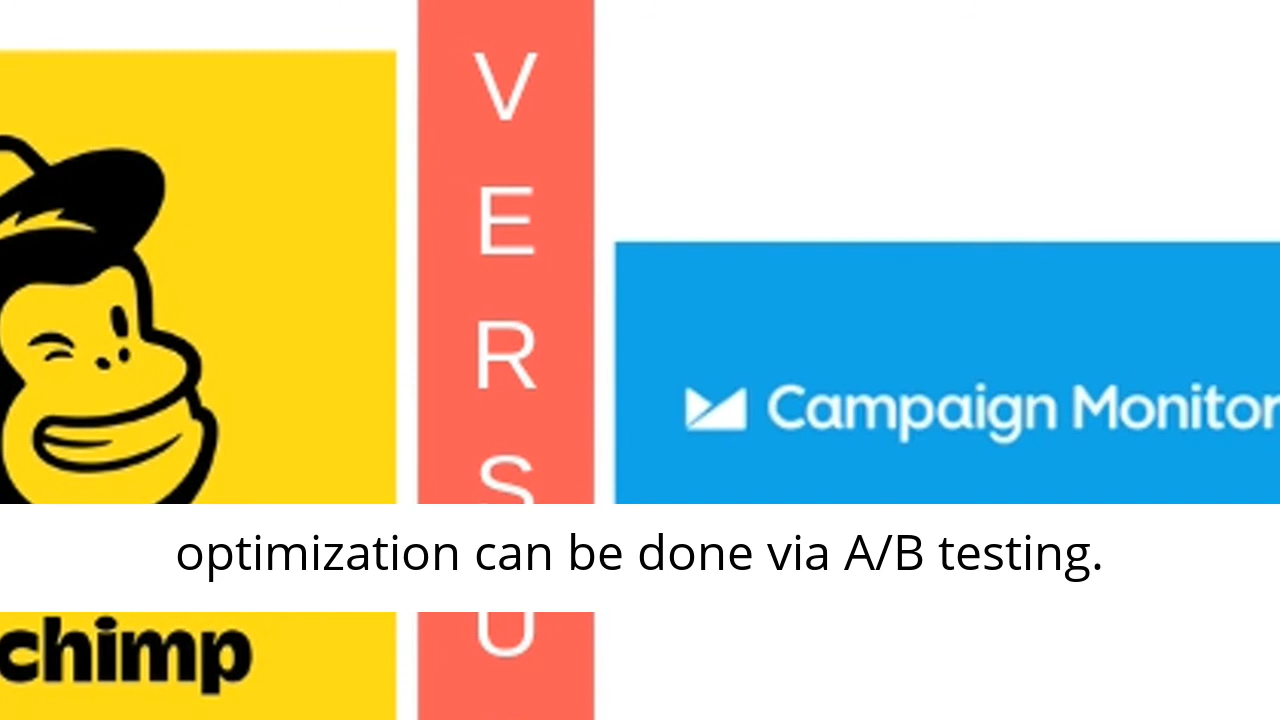 V
E
R
S
U
Campaign Monitor
optimization can be done via A/B testing.
chimp